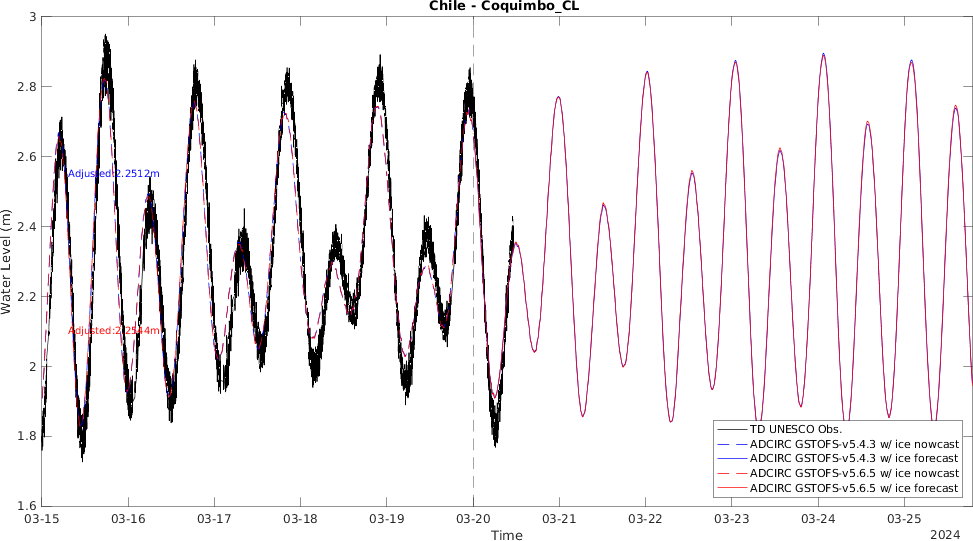 Chile - Coquimbo_CL
3
2.8
2.6
2.4
2.2
2
1.8
1.6
Water Level (m)
Adjusted:2.2512m
Adjusted:2.2544m
TD UNESCO Obs.
ADCIRC GSTOFS-v5.4.3 w/ ice nowcast
ADCIRC GSTOFS-v5.4.3 w/ ice forecast
ADCIRC GSTOFS-v5.6.5 w/ ice nowcast
ADCIRC GSTOFS-v5.6.5 w/ ice forecast
03-15 03-16 03-17 03-18 03-19 03-20 03-21 03-22 03-23 03-24 03-25
Time
2024